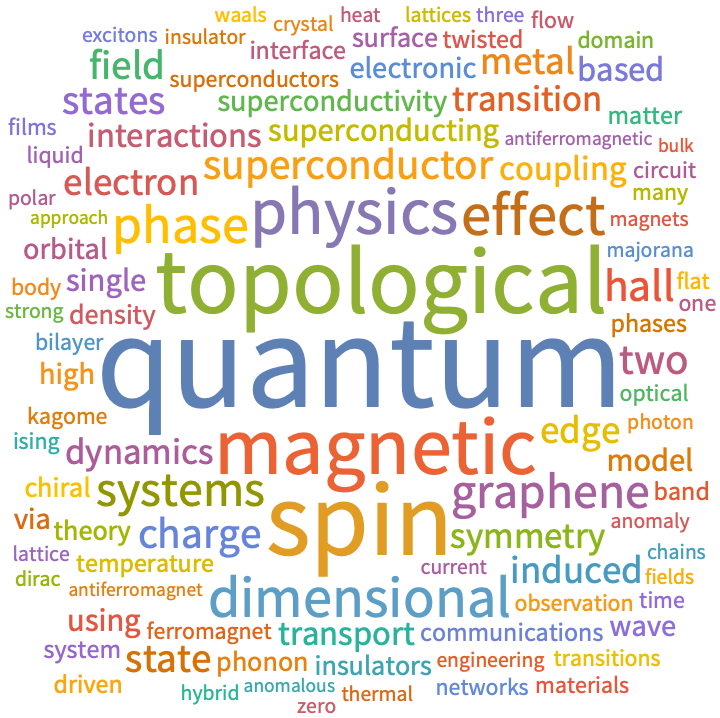 waals crystal heat lattices three flow
excitons insulator interface surface twisted domain
field superconductors electronic metal based
states superconductivity transition matter
films interactions superconducting antiferromagnetic bulk
liquid electron superconductor coupling circuit
polar phase physics effect many
approach magnets
orbital majorana
body single topological hall flat
strong density one
bilayer quantum phases
high two
kagome optical
ising dynamics magnetic edge photon
chiral systems spin graphene model
band
via theory charge symmetry anomaly
lattice temperature current induced chains
dirac antiferromagnet dimensional fields
using observation time
system ferromagnet transport communications wave
state phonon insulators engineering transitions
driven hybrid anomalous thermal networks materials
zero